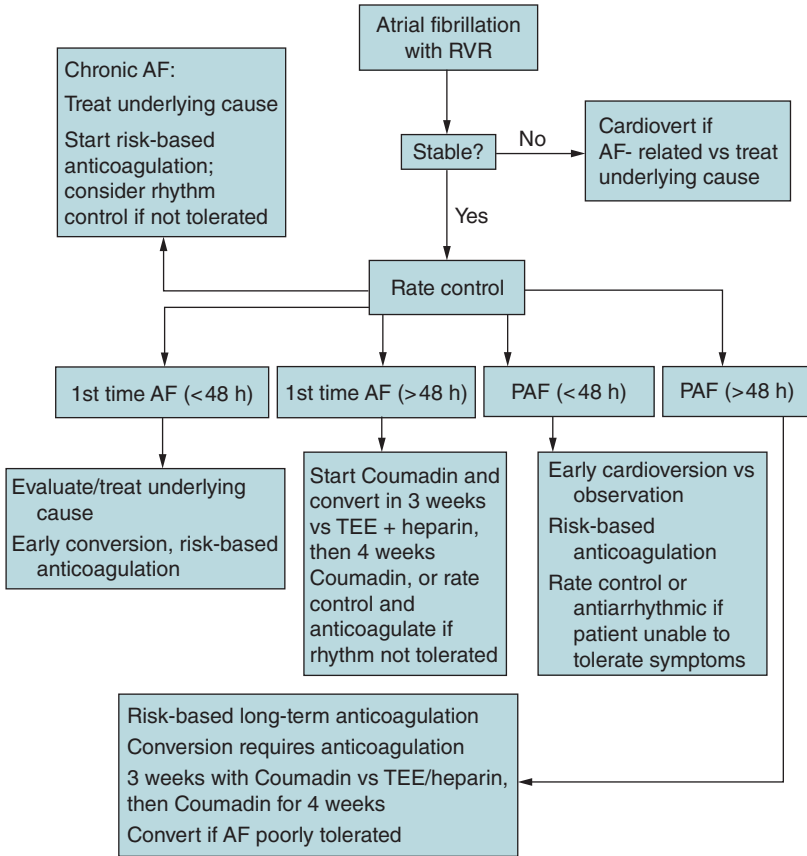 Atrial fibrillation
with RVR
Chronic AF:
Treat underlying cause
Start risk-based
anticoagulation;
consider rhythm
control if not tolerated
Stable?
No
Cardiovert if
AF- related vs treat
underlying cause
Yes
Rate control
1st time AF (<48 h)
1st time AF (>48 h)
PAF (<48 h)
PAF (>48 h)
Evaluate/treat underlying
cause
Early conversion, risk-based
anticoagulation
Start Coumadin and
convert in 3 weeks
vs TEE + heparin,
then 4 weeks
Coumadin, or rate
control and
anticoagulate if
rhythm not tolerated
Early cardioversion vs
observation
Risk-based
anticoagulation
Rate control or
antiarrhythmic if
patient unable to
tolerate symptoms
Risk-based long-term anticoagulation
Conversion requires anticoagulation
3 weeks with Coumadin vs TEE/heparin,
then Coumadin for 4 weeks
Convert if AF poorly tolerated